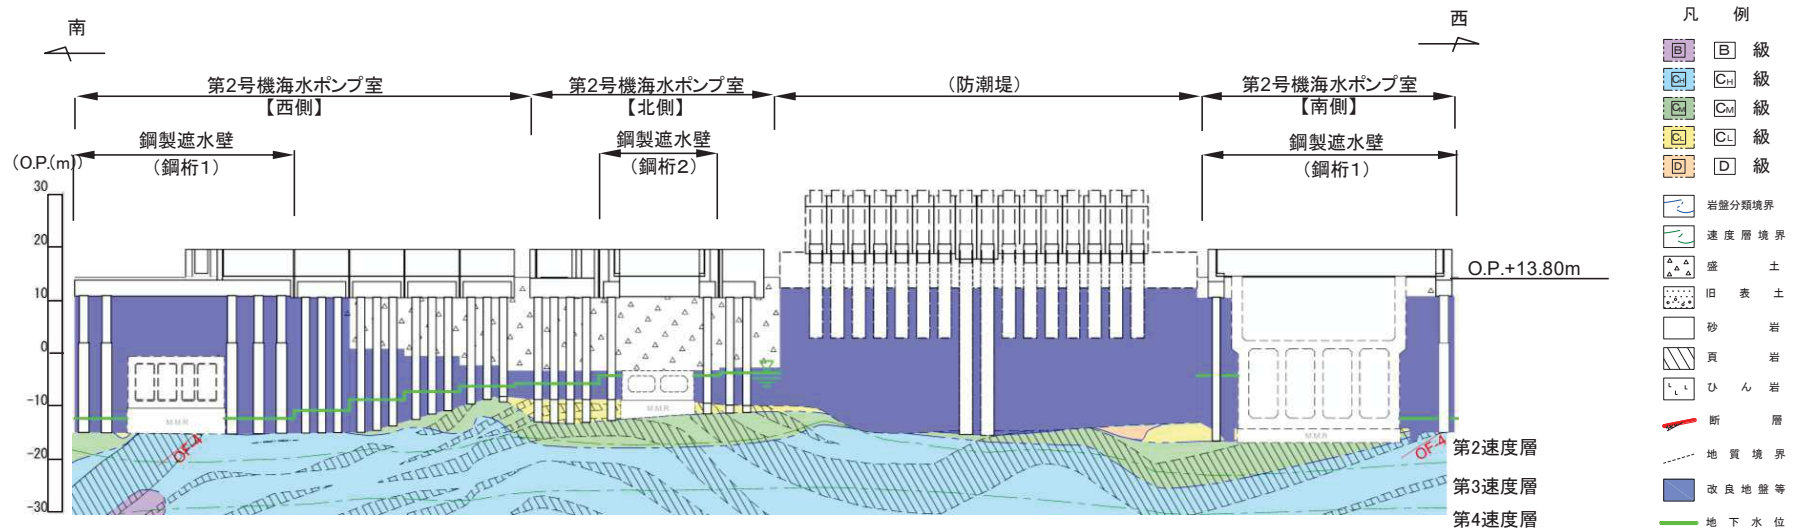 南
西
第2号機海水ポンプ室
【西側】
第2号機海水ポンプ室
【北側】
(防潮堤)
第2号機海水ポンプ室
【南側】
鋼製遮水壁
(鋼桁1)
鋼製遮水壁
(鋼桁2)
鋼製遮水壁
(鋼桁1)
(O.P.(m))
30
20
10
0
-10
-20
-30
O.P.+13.80m
MMR
MMR
MMR
OF-4
OF-4
第2速度層
第3速度層
第4速度層
凡 例
B B 級
CH CH 級
CM CM 級
CL CL 級
D D 級
岩盤分類境界
速度層境界
盛土
旧表土
砂岩
頁岩
ひん岩
断層
地質境界
改良地盤等
地下水位